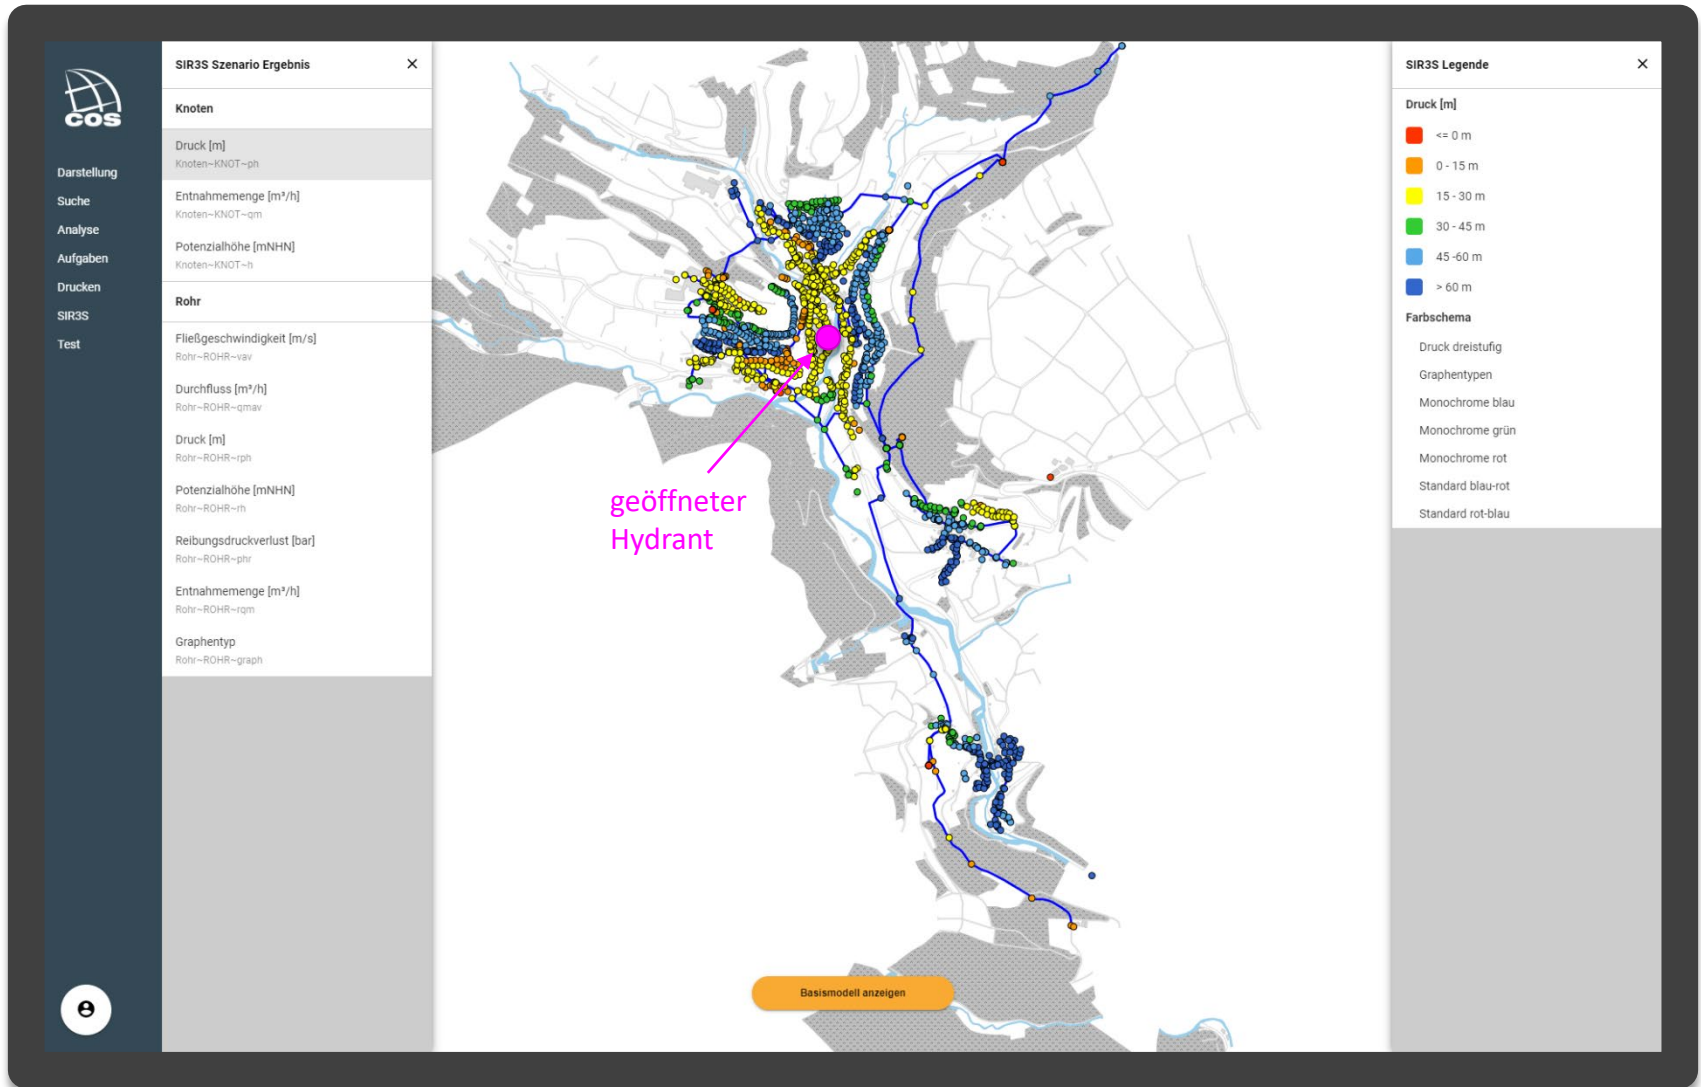 cos
Darstellung
Suche
Analyse
Aufgaben
Drucken
SIR3S
Test
SIR3S Szenario Ergebnis
Knoten
Druck [m]
Knoten~KNOT~ph
Entnahmemenge [m³/h]
Knoten~KNOT~qm
Potenzialhöhe [mNHN]
Knoten~KNOT~h
Rohr
Fließgeschwindigkeit [m/s]
Rohr~ROHR~vav
Durchfluss [m³/h]
Rohr~ROHR~qmav
Druck [m]
Rohr~ROHR~rph
Potenzialhöhe [mNHN]
Rohr~ROHR~rh
Reibungsdruckverlust [bar]
Rohr~ROHR~phr
Entnahmemenge [m³/h]
Rohr~ROHR~rqm
Graphentyp
Rohr~ROHR~graph
geöffneter
Hydrant
Basismodell anzeigen
SIR3S Legende
Druck [m]
<= 0 m
0 - 15 m
15 - 30 m
30 - 45 m
45 -60 m
> 60 m
Farbschema
Druck dreistufig
Graphentypen
Monochrome blau
Monochrome grün
Monochrome rot
Standard blau-rot
Standard rot-blau